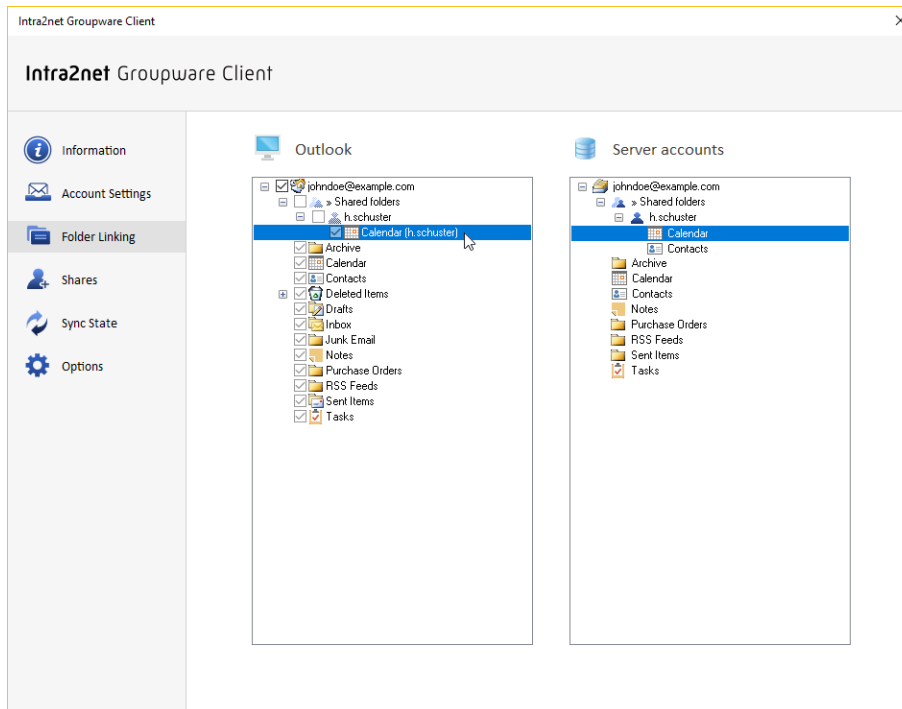 Intra2net Groupware Client
Intra2net Groupware Client
Information
Account Settings
Folder Linking
Shares
Sync State
Options
Outlook
johndoe@example.com
» Shared folders
h.schuster
Calendar (h.schuster)
Archive
Calendar
Contacts
Deleted Items
Drafts
Inbox
Junk Email
Notes
Purchase Orders
RSS Feeds
Sent Items
Tasks
Server accounts
johndoe@example.com
» Shared folders
h.schuster
Calendar
Contacts
Archive
Calendar
Contacts
Notes
Purchase Orders
RSS Feeds
Sent Items
Tasks